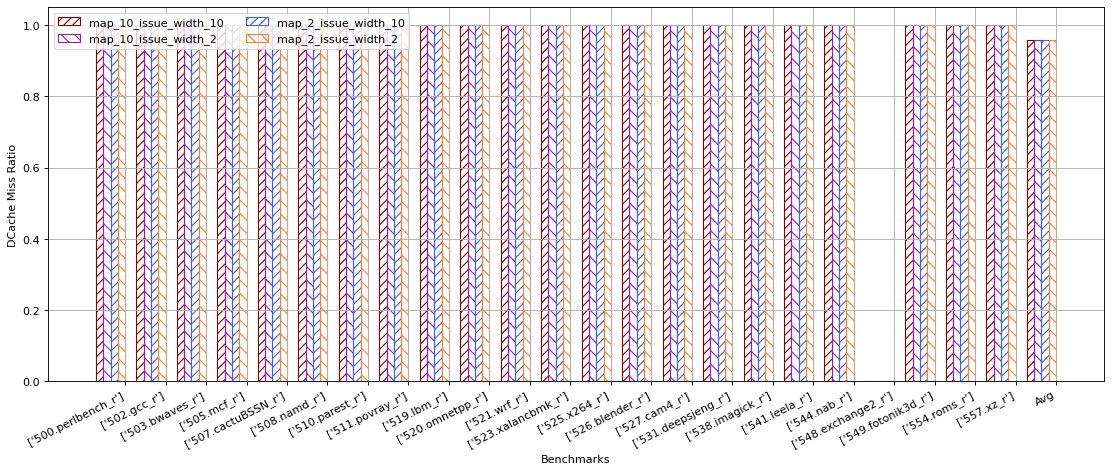 map_10_issue_width_10
map_10_issue_width_2
map_2_issue_width_10
map_2_issue_width_2
1.0
0.8
0.6
0.4
0.2
0.0
DCache Miss Ratio
['500.perlbench_r']
['502.gcc_r']
['503.bwaves_r']
['505.mcf_r']
['507.cactuBSSN_r']
['508.namd_r']
['510.parest_r']
['511.povray_r']
['519.lbm_r']
['520.omnetpp_r']
['521.wrf_r']
['523.xalancbmk_r']
['525.x264_r']
['526.blender_r']
['527.cam4_r']
['531.deepsjeng_r']
['538.imagick_r']
['541.leela_r']
['544.nab_r']
['548.exchange2_r']
['549.fotonik3d_r']
['554.roms_r']
['557.xz_r']
Avg
Benchmarks